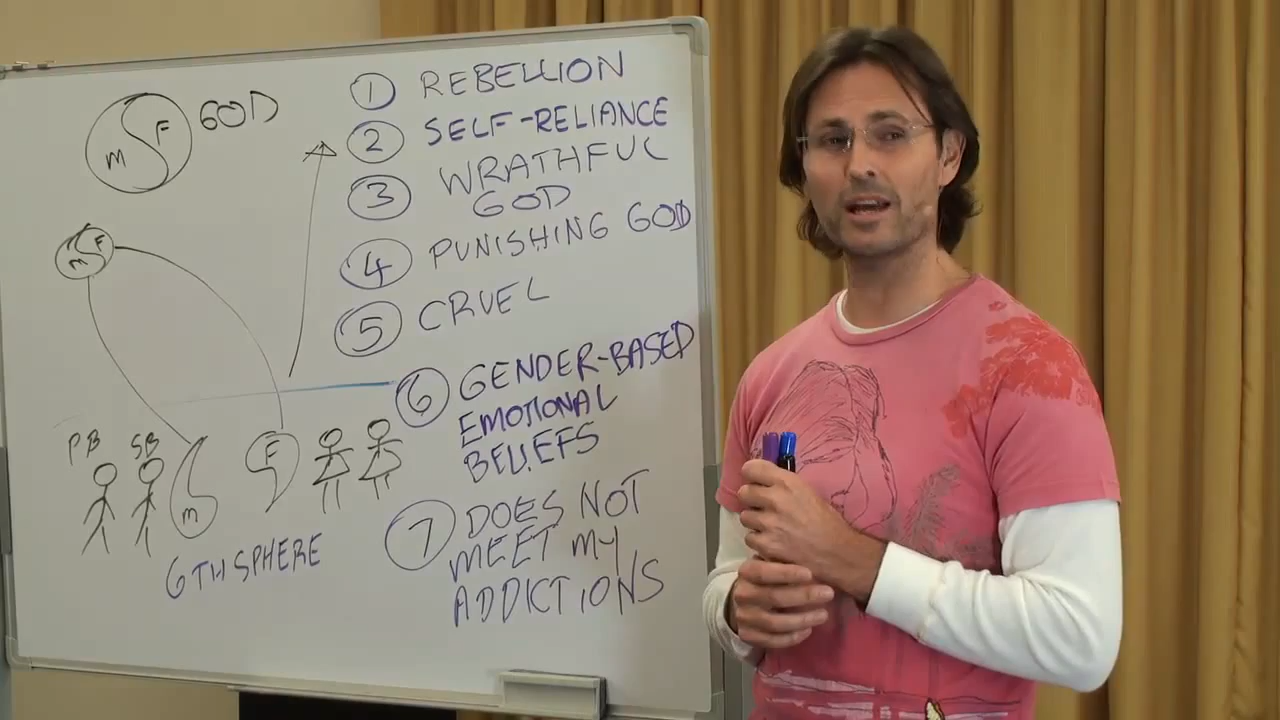 GOD
M F
M F
PB SB
M
F
6TH SPHERE
1 REBELLION
2 SELF-RELIANCE
3 WRATHFUL
GOD
4 PUNISHING GOD
5 CRUEL
6 GENDER-BASED
EMOTIONAL
BELIEFS
7 DOES NOT
MEET MY
ADDICTIONS